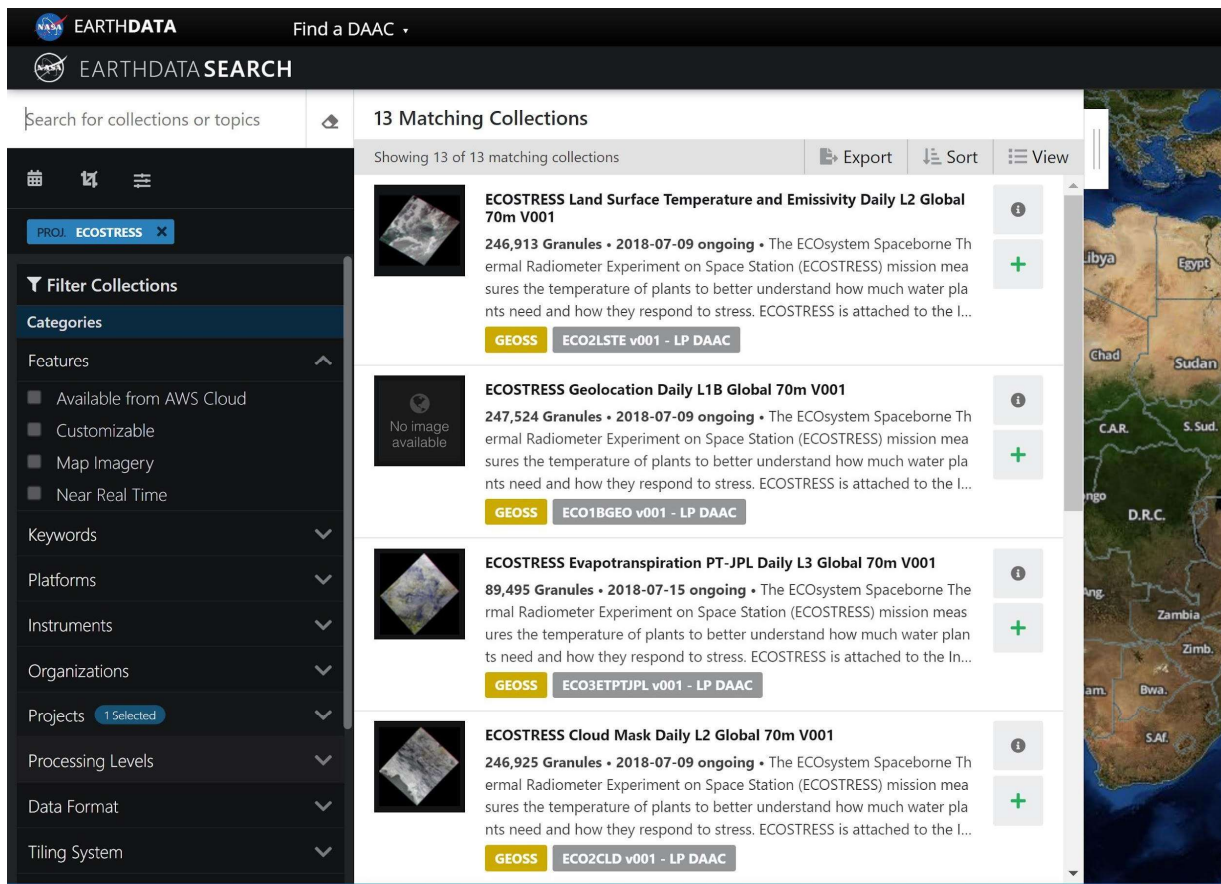 NASA EARTHDATA Find a DAAC
NASA EARTHDATA SEARCH
Search for collections or topics
PROJ. ECOSTRESS
Filter Collections
Categories
Features
Available from AWS Cloud
Customizable
Map Imagery
Near Real Time
Keywords
Platforms
Instruments
Organizations
Projects 1 Selected
Processing Levels
Data Format
Tiling System
13 Matching Collections
Showing 13 of 13 matching collections Export Sort View
ECOSTRESS Land Surface Temperature and Emissivity Daily L2 Global
70m V001
246,913 Granules • 2018-07-09 ongoing • The ECOsystem Spaceborne Th
ermal Radiometer Experiment on Space Station (ECOSTRESS) mission mea
sures the temperature of plants to better understand how much water pla
nts need and how they respond to stress. ECOSTRESS is attached to the I...
GEOSS ECO2LSTE v001 - LP DAAC
No image
available
ECOSTRESS Geolocation Daily L1B Global 70m V001
247,524 Granules • 2018-07-09 ongoing • The ECOsystem Spaceborne Th
ermal Radiometer Experiment on Space Station (ECOSTRESS) mission mea
sures the temperature of plants to better understand how much water pla
nts need and how they respond to stress. ECOSTRESS is attached to the I...
GEOSS ECO1BGEO v001 - LP DAAC
ECOSTRESS Evapotranspiration PT-JPL Daily L3 Global 70m V001
89,495 Granules • 2018-07-15 ongoing • The ECOsystem Spaceborne The
rmal Radiometer Experiment on Space Station (ECOSTRESS) mission meas
ures the temperature of plants to better understand how much water plan
ts need and how they respond to stress. ECOSTRESS is attached to the In...
GEOSS ECO3ETPTJPL v001 - LP DAAC
ECOSTRESS Cloud Mask Daily L2 Global 70m V001
246,925 Granules • 2018-07-09 ongoing • The ECOsystem Spaceborne Th
ermal Radiometer Experiment on Space Station (ECOSTRESS) mission mea
sures the temperature of plants to better understand how much water pla
nts need and how they respond to stress. ECOSTRESS is attached to the I...
GEOSS ECO2CLD v001 - LP DAAC
Libya
Egypt
Chad
Sudan
C.A.R.
S. Sud.
ngo
D.R.C.
Ang.
Zambia
Zimb.
am.
Bwa.
S.Af.